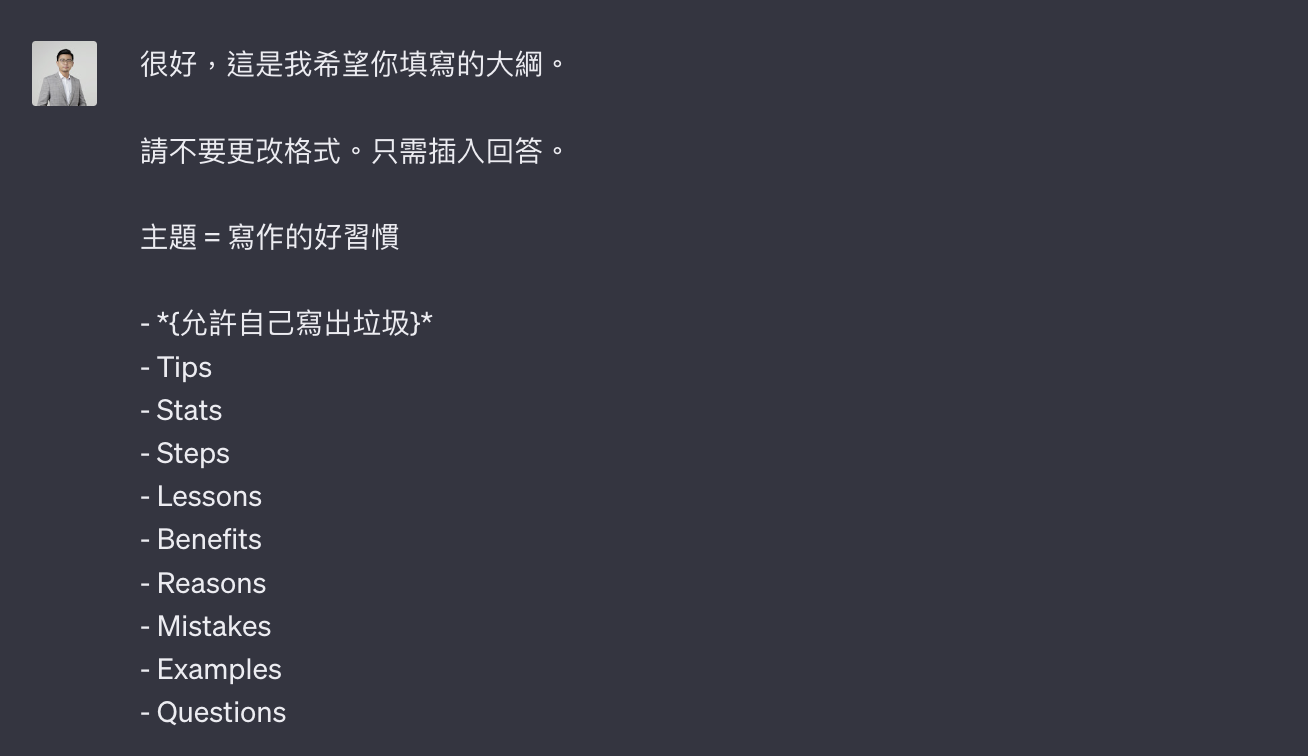 很好，這是我希望你填寫的大綱。
請不要更改格式。只需插入回答。
主題 = 寫作的好習慣
- *{允許自己寫出垃圾}*
- Tips
- Stats
- Steps
- Lessons
- Benefits
- Reasons
- Mistakes
- Examples
- Questions